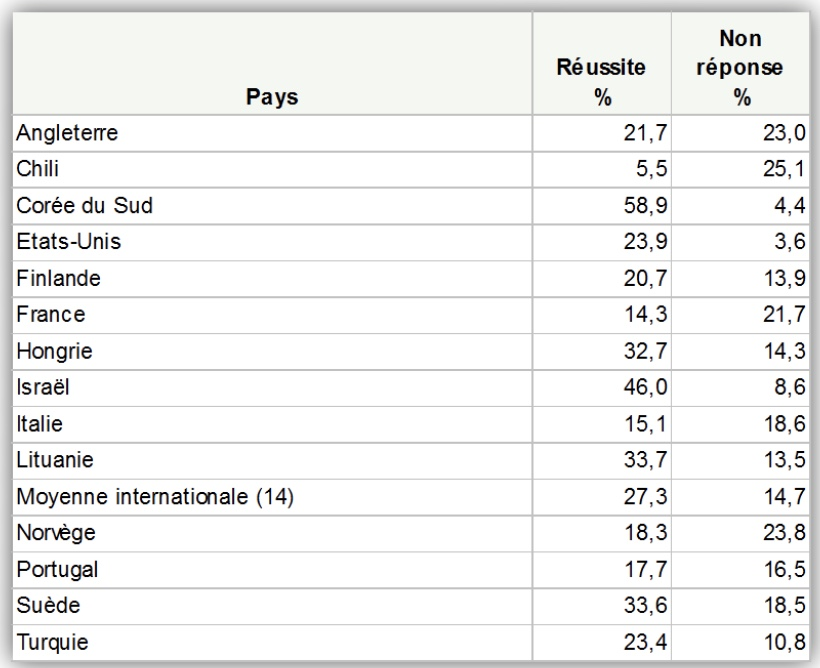 Pays Réussite % Non réponse %
Angleterre 21,7 23,0
Chili 5,5 25,1
Corée du Sud 58,9 4,4
Etats-Unis 23,9 3,6
Finlande 20,7 13,9
France 14,3 21,7
Hongrie 32,7 14,3
Israël 46,0 8,6
Italie 15,1 18,6
Lituanie 33,7 13,5
Moyenne internationale (14) 27,3 14,7
Norvège 18,3 23,8
Portugal 17,7 16,5
Suède 33,6 18,5
Turquie 23,4 10,8